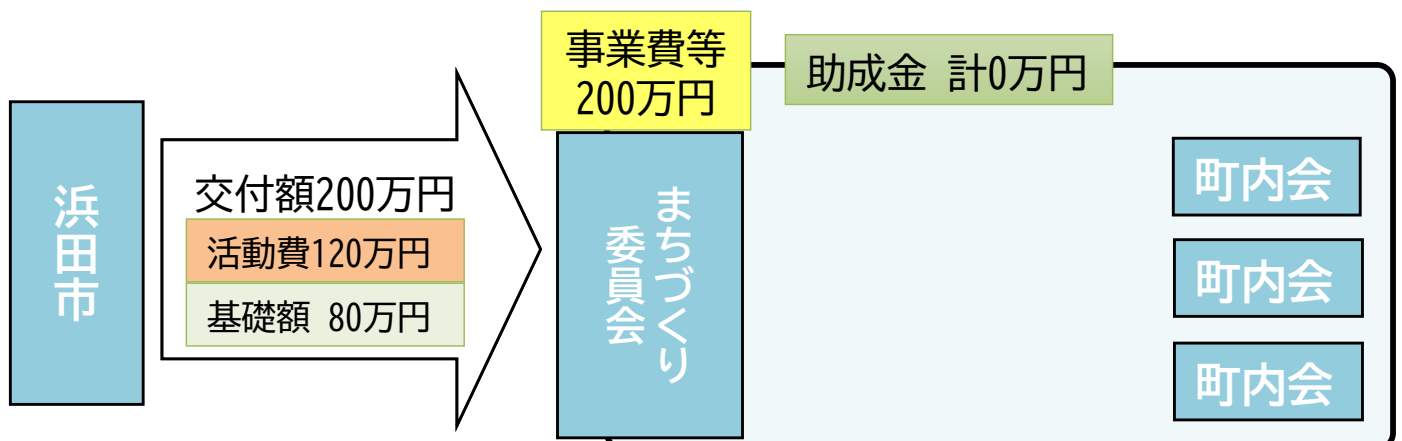 浜田市
交付額200万円
活動費120万円
基礎額 80万円
事業費等
200万円
まちづくり
委員会
助成金 計0万円
町内会
町内会
町内会